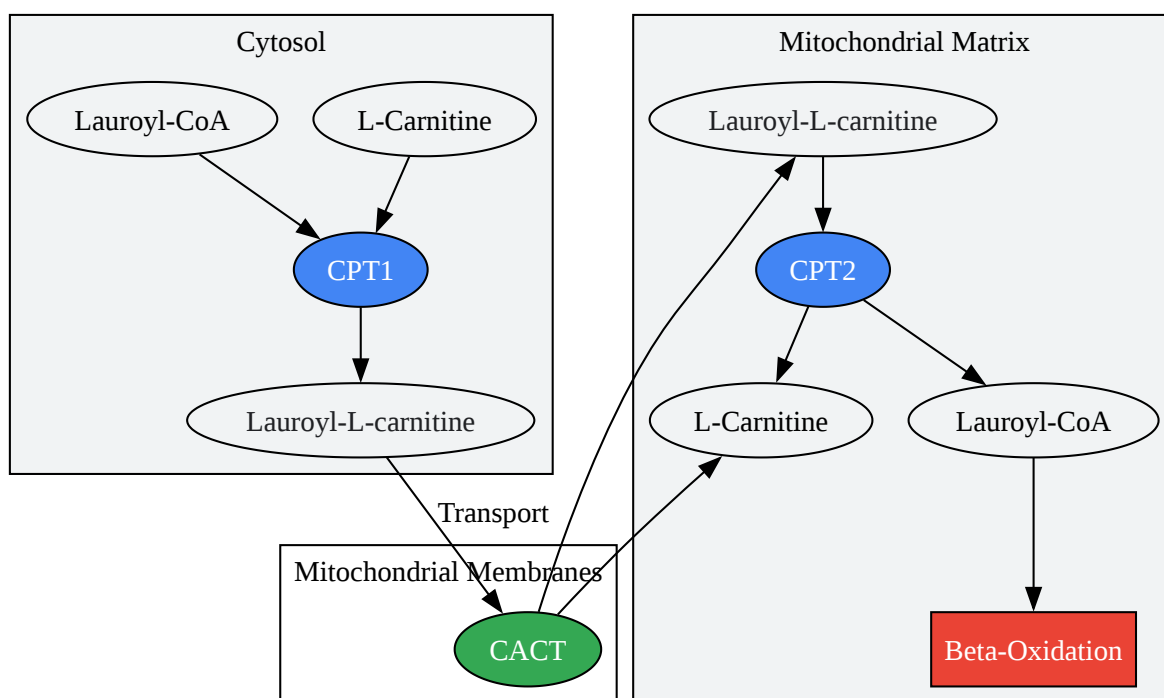 Cytosol
Lauroyl-CoA
L-Carnitine
CPT1
Lauroyl-L-carnitine
Transport
Mitochondrial Membranes
CACT
Mitochondrial Matrix
Lauroyl-L-carnitine
CPT2
L-Carnitine
Lauroyl-CoA
Beta-Oxidation